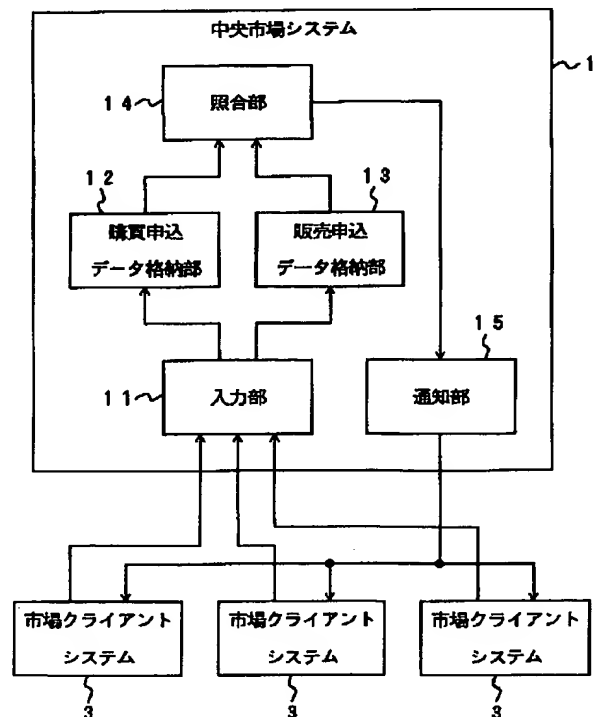 中央市場システム
1
14
照合部
12
13
購買申込
データ格納部
販売申込
データ格納部
15
11
入力部
通知部
市場クライアント
システム
市場クライアント
システム
市場クライアント
システム
3
3
3